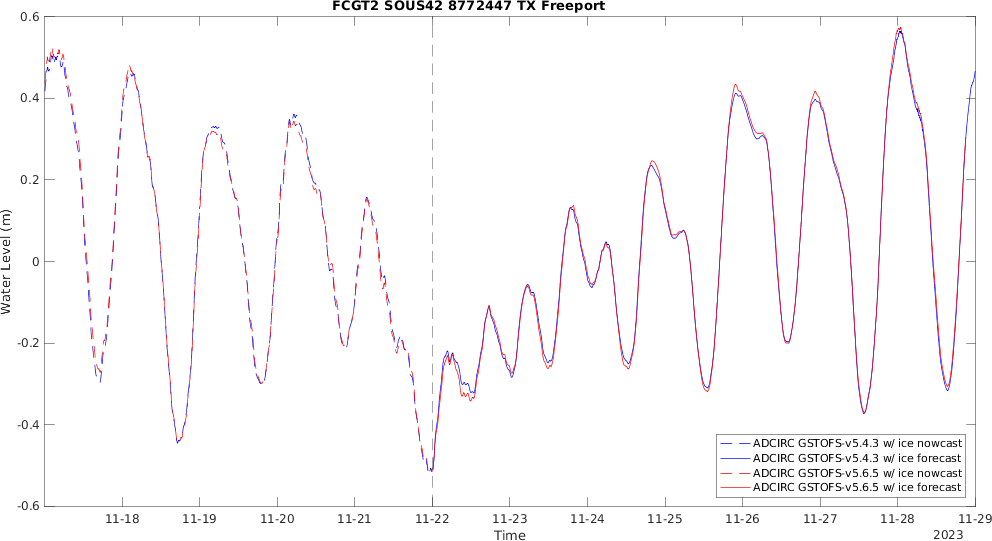 FCGT2 SOUS42 8772447 TX Freeport
0.6
0.4
0.2
0
-0.2
-0.4
-0.6
Water Level (m)
ADCIRC GSTOFS-v5.4.3 w/ ice nowcast
ADCIRC GSTOFS-v5.4.3 w/ ice forecast
ADCIRC GSTOFS-v5.6.5 w/ ice nowcast
ADCIRC GSTOFS-v5.6.5 w/ ice forecast
11-18 11-19 11-20 11-21 11-22 11-23 11-24 11-25 11-26 11-27 11-28 11-29
Time
2023